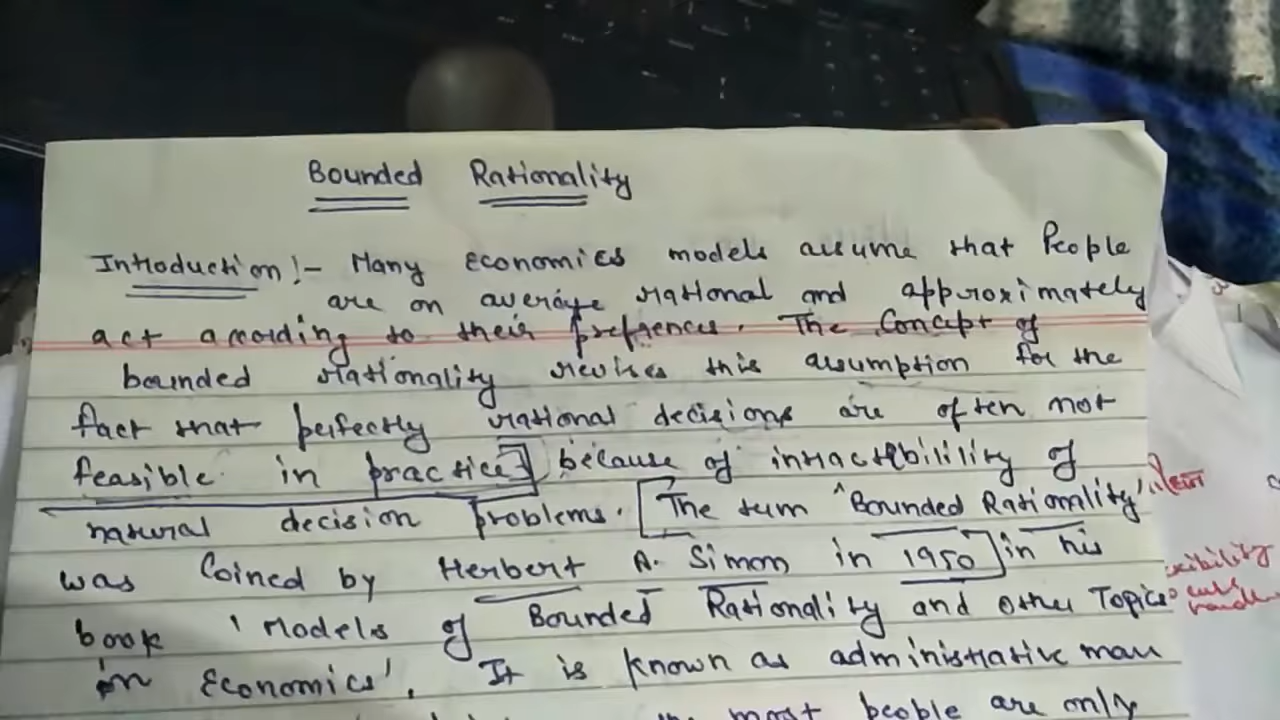 Bounded Rationality
Introduction:- Many economics models assume that People
are on average rational and approximately
act according to their prefrences. The Concept of
bounded rationality revises this assumption for the
fact that perfectly rational decisions are often not
feasible in practice] because of intractibility of
natural decision problems. [The term 'Bounded Rationality'
was Coined by Herbert A. Simon in 1950] in his
book 'Models of Bounded Rationality and other Topics
in Economics'. It is known as administrative man
most people are only